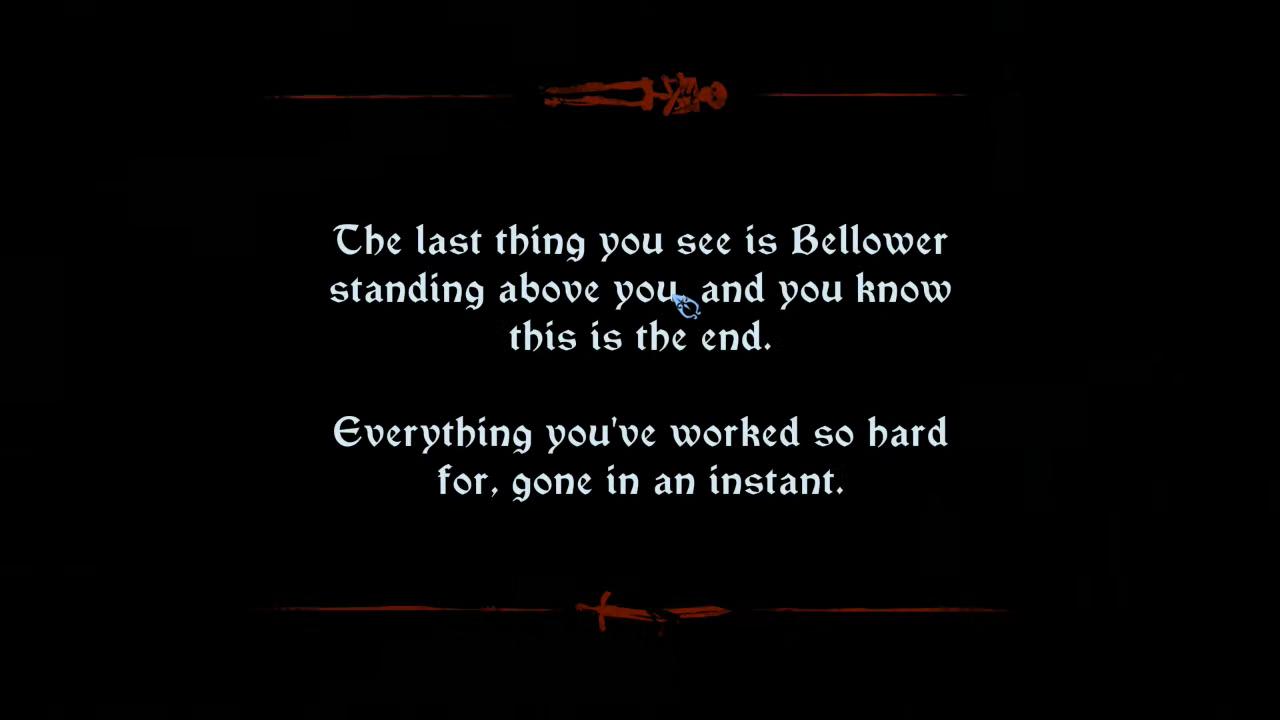 The last thing you see is Bellower
standing above you, and you know
this is the end.
Everything you've worked so hard
for, gone in an instant.